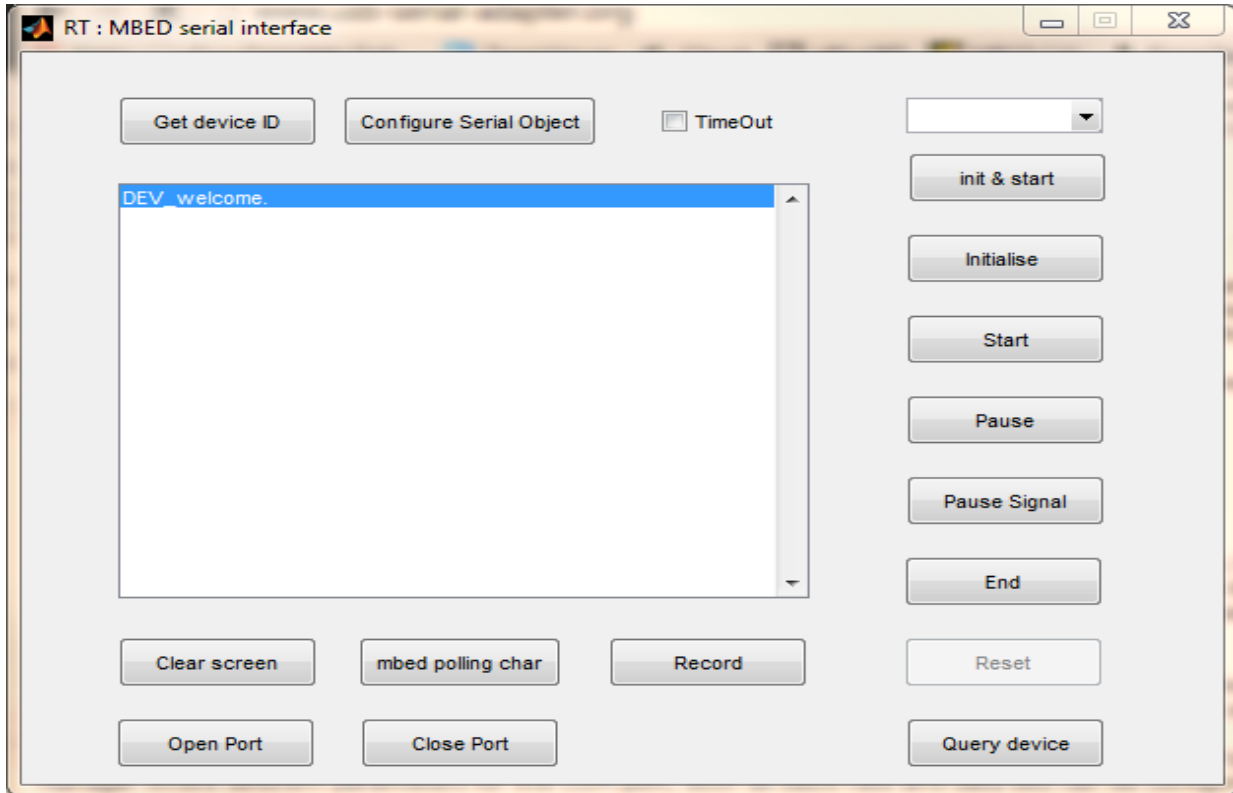 RT : MBED serial interface
Get device ID
Configure Serial Object
TimeOut
init & start
DEV_welcome.
Initialise
Start
Pause
Pause Signal
End
Clear screen
mbed polling char
Record
Reset
Open Port
Close Port
Query device